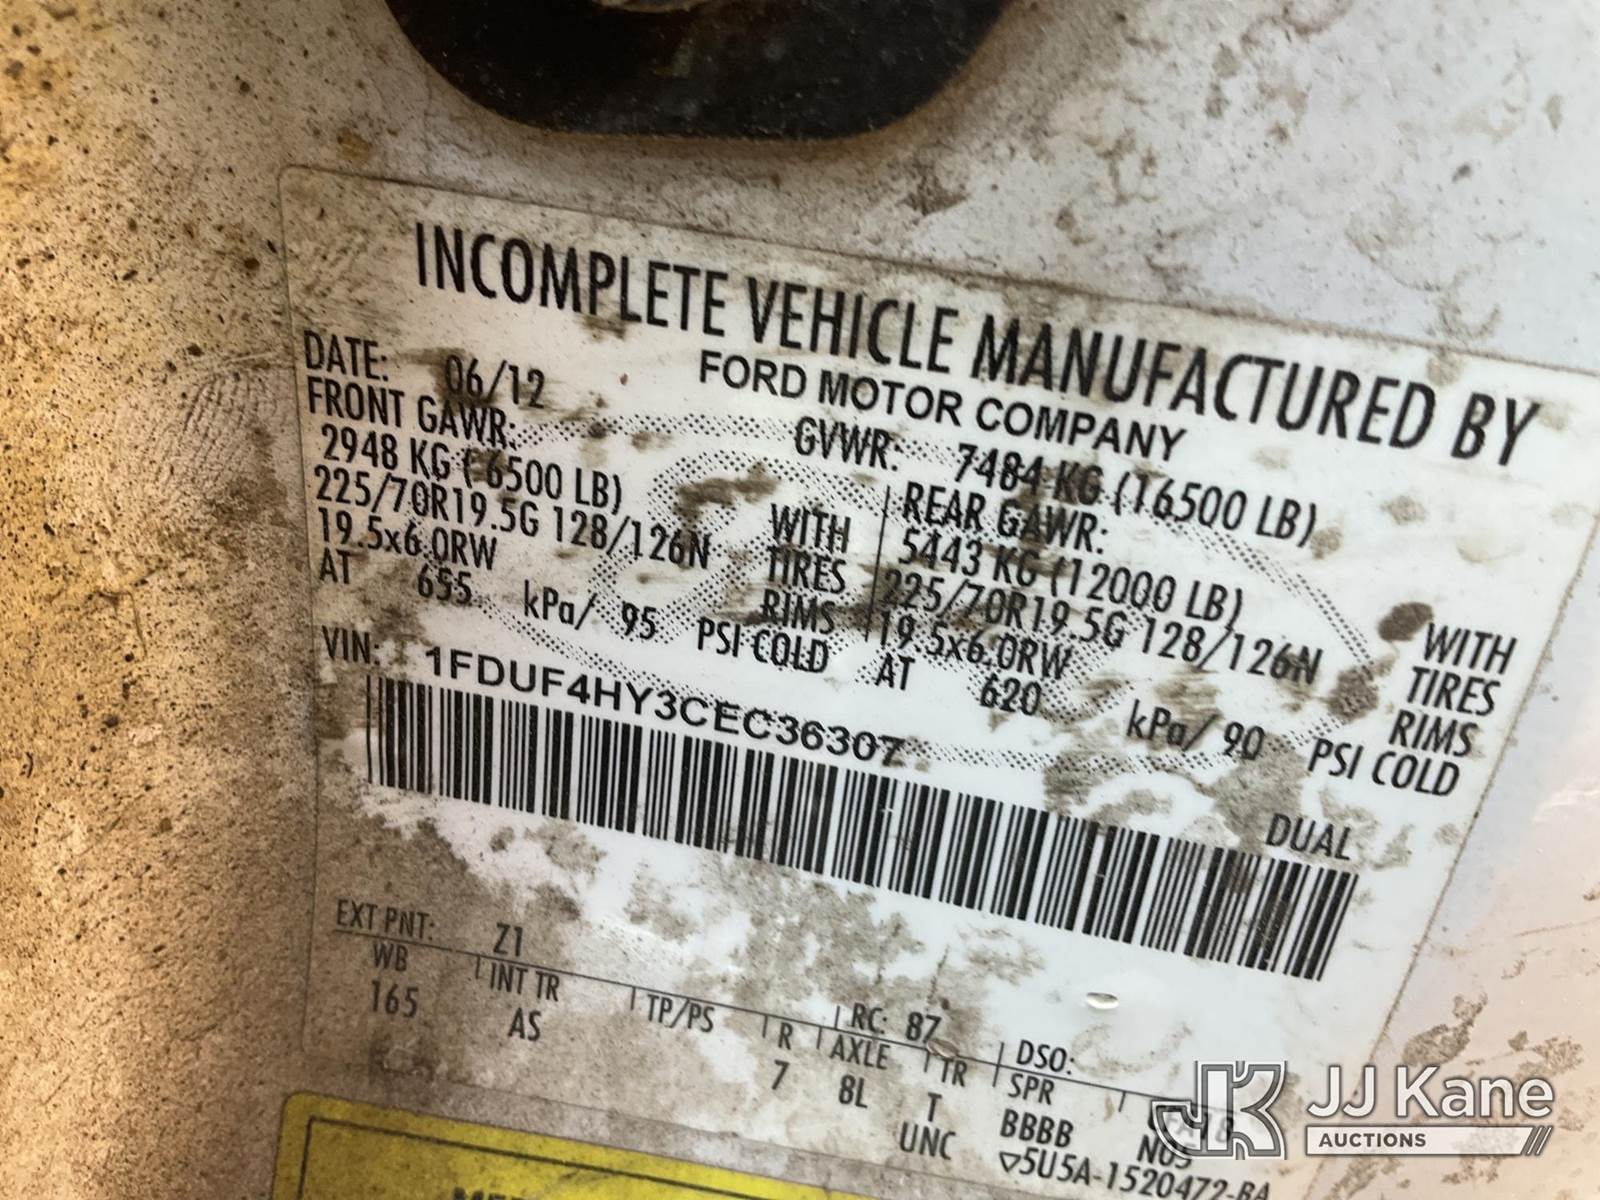 INCOMPLETE VEHICLE MANUFACTURED BY
FORD MOTOR COMPANY
DATE: 06/12 GVWR: 7484 KG (16500 LB)
FRONT GAWR: REAR GAWR:
2948 KG ( 6500 LB) WITH 5443 KG (12000 LB) WITH
225/70R19.5G 128/126N TIRES 225/70R19.5G 128/126N TIRES
19.5x6.0RW RIMS 19.5x6.0RW RIMS
AT 655 kPa/ 95 PSI COLD AT 620 kPa/ 90 PSI COLD
VIN: 1FDUF4HY3CEC36307
DUAL
EXT PNT: Z1 RC: 87 DSO:
WB INT TR TP/PS R AXLE TR SPR
165 AS 7 8L T BBBB
UNC N05
▽5U5A-1520472-BA
JJ Kane
AUCTIONS